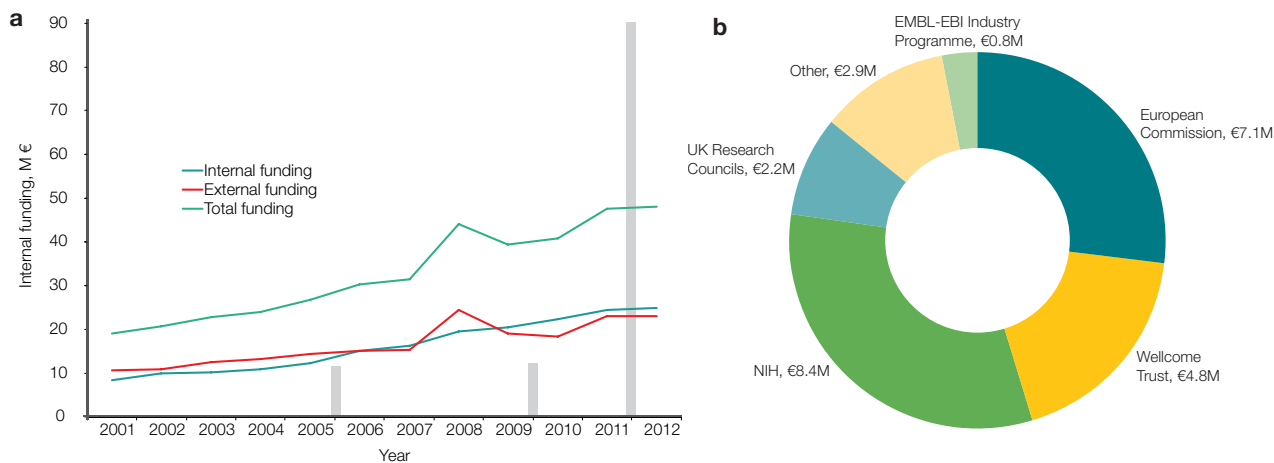 a
90
80
70
60
50
40
30
20
10
0
Internal funding, M €
Internal funding
External funding
Total funding
2001 2002 2003 2004 2005 2006 2007 2008 2009 2010 2011 2012
Year
b
EMBL-EBI Industry
Programme, €0.8M
Other, €2.9M
European
Commission, €7.1M
UK Research
Councils, €2.2M
NIH, €8.4M
Wellcome
Trust, €4.8M